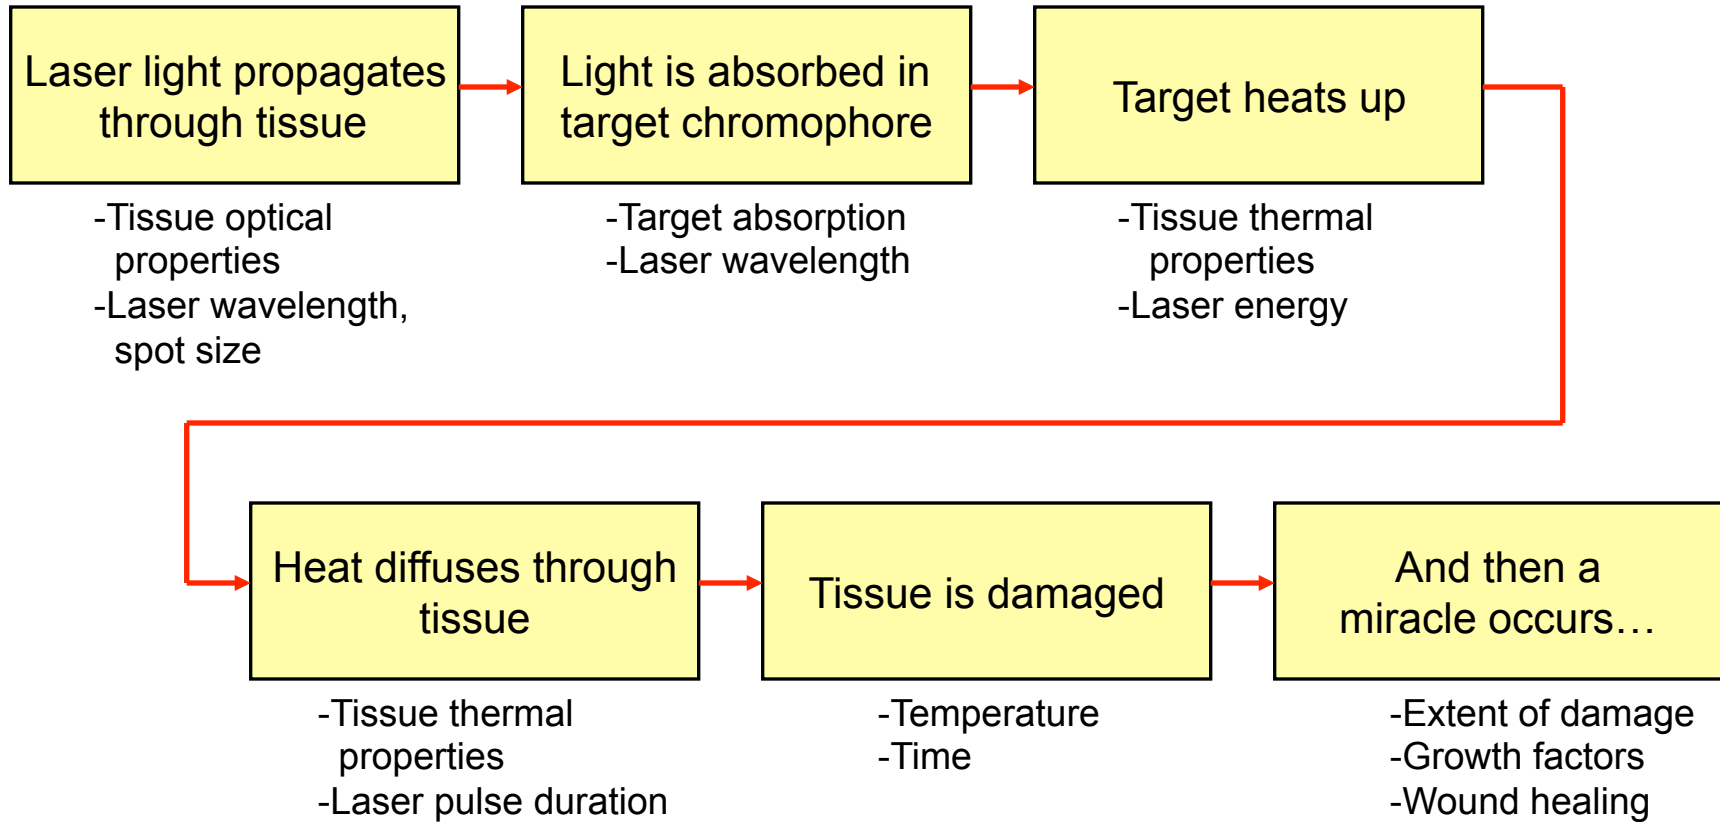 Laser light propagates
through tissue
-Tissue optical
properties
-Laser wavelength,
spot size
Light is absorbed in
target chromophore
-Target absorption
-Laser wavelength
Target heats up
-Tissue thermal
properties
-Laser energy
Heat diffuses through
tissue
-Tissue thermal
properties
-Laser pulse duration
Tissue is damaged
-Temperature
-Time
And then a
miracle occurs…
-Extent of damage
-Growth factors
-Wound healing